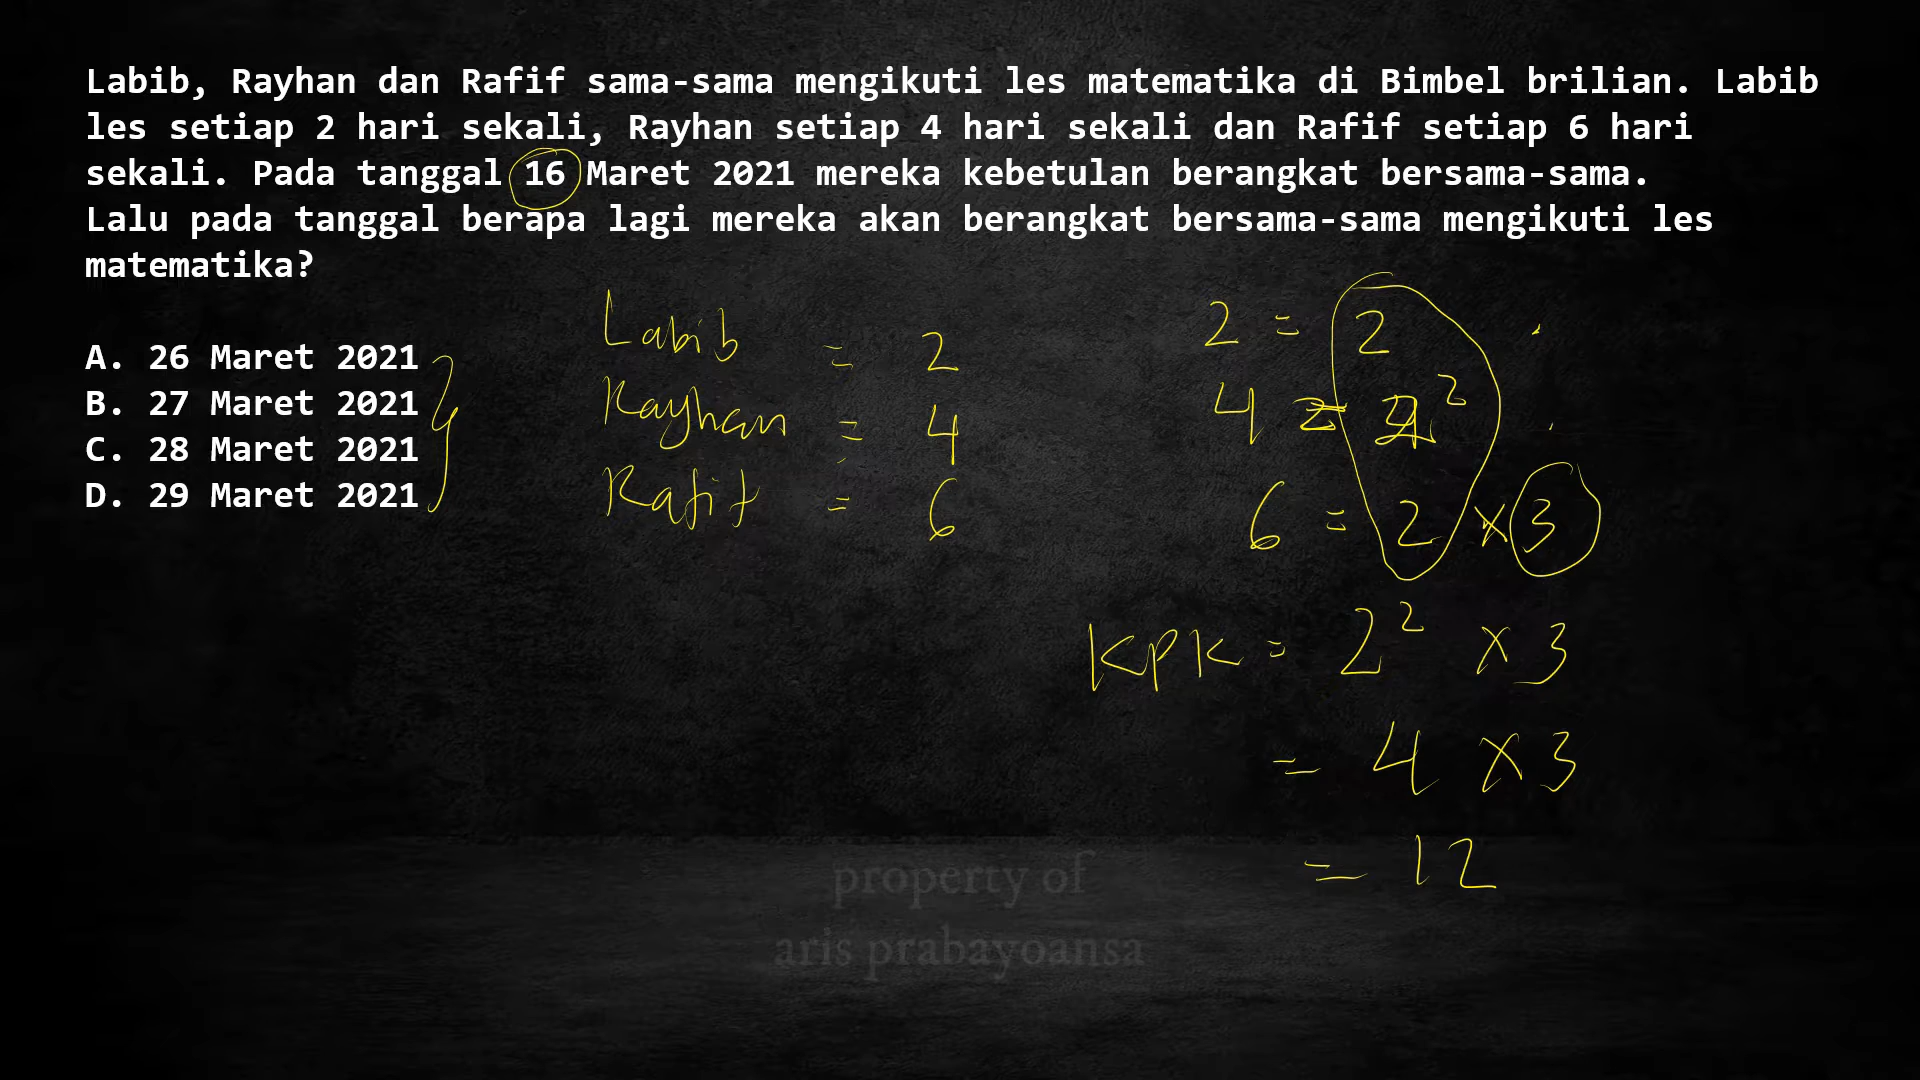 Labib, Rayhan dan Rafif sama-sama mengikuti les matematika di Bimbel brilian. Labib
les setiap 2 hari sekali, Rayhan setiap 4 hari sekali dan Rafif setiap 6 hari
sekali. Pada tanggal 16 Maret 2021 mereka kebetulan berangkat bersama-sama.
Lalu pada tanggal berapa lagi mereka akan berangkat bersama-sama mengikuti les
matematika?
A. 26 Maret 2021
B. 27 Maret 2021
C. 28 Maret 2021
D. 29 Maret 2021
Labib = 2
Rayhan = 4
Rafif = 6
2 = 2
4 = 2²
6 = 2 × 3
KPK = 2² × 3
= 4 × 3
= 12
property of
aris prabayoansa